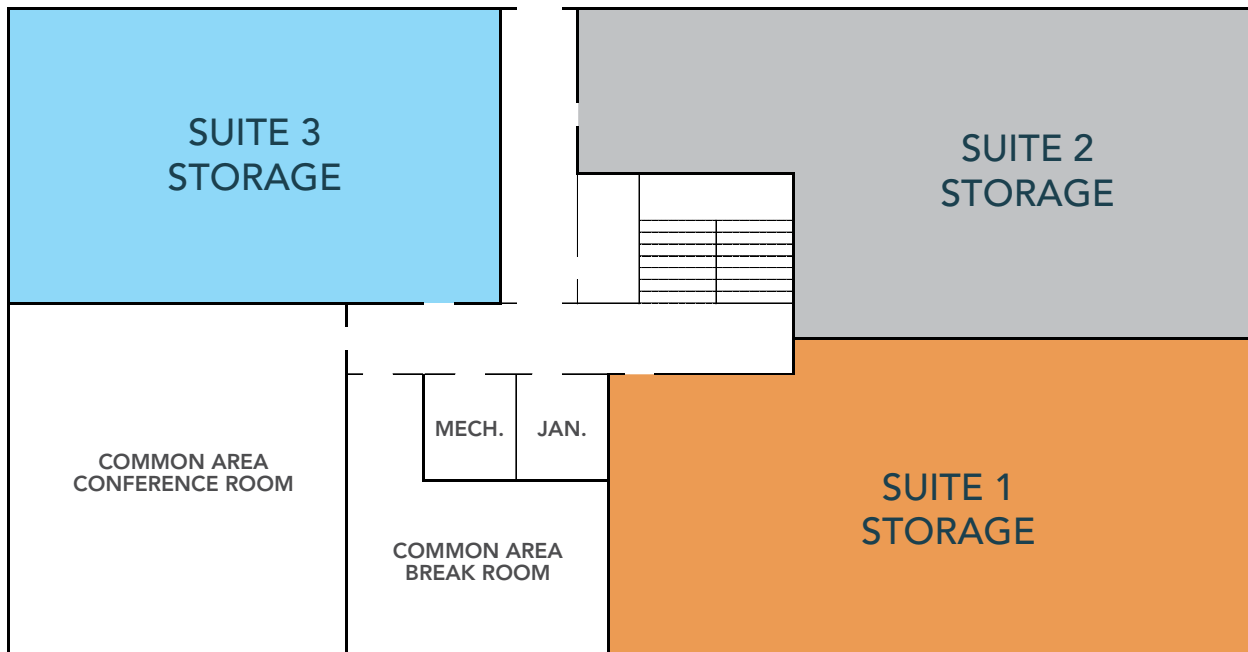 SUITE 3
STORAGE
SUITE 2
STORAGE
MECH.
JAN.
COMMON AREA
CONFERENCE ROOM
SUITE 1
STORAGE
COMMON AREA
BREAK ROOM